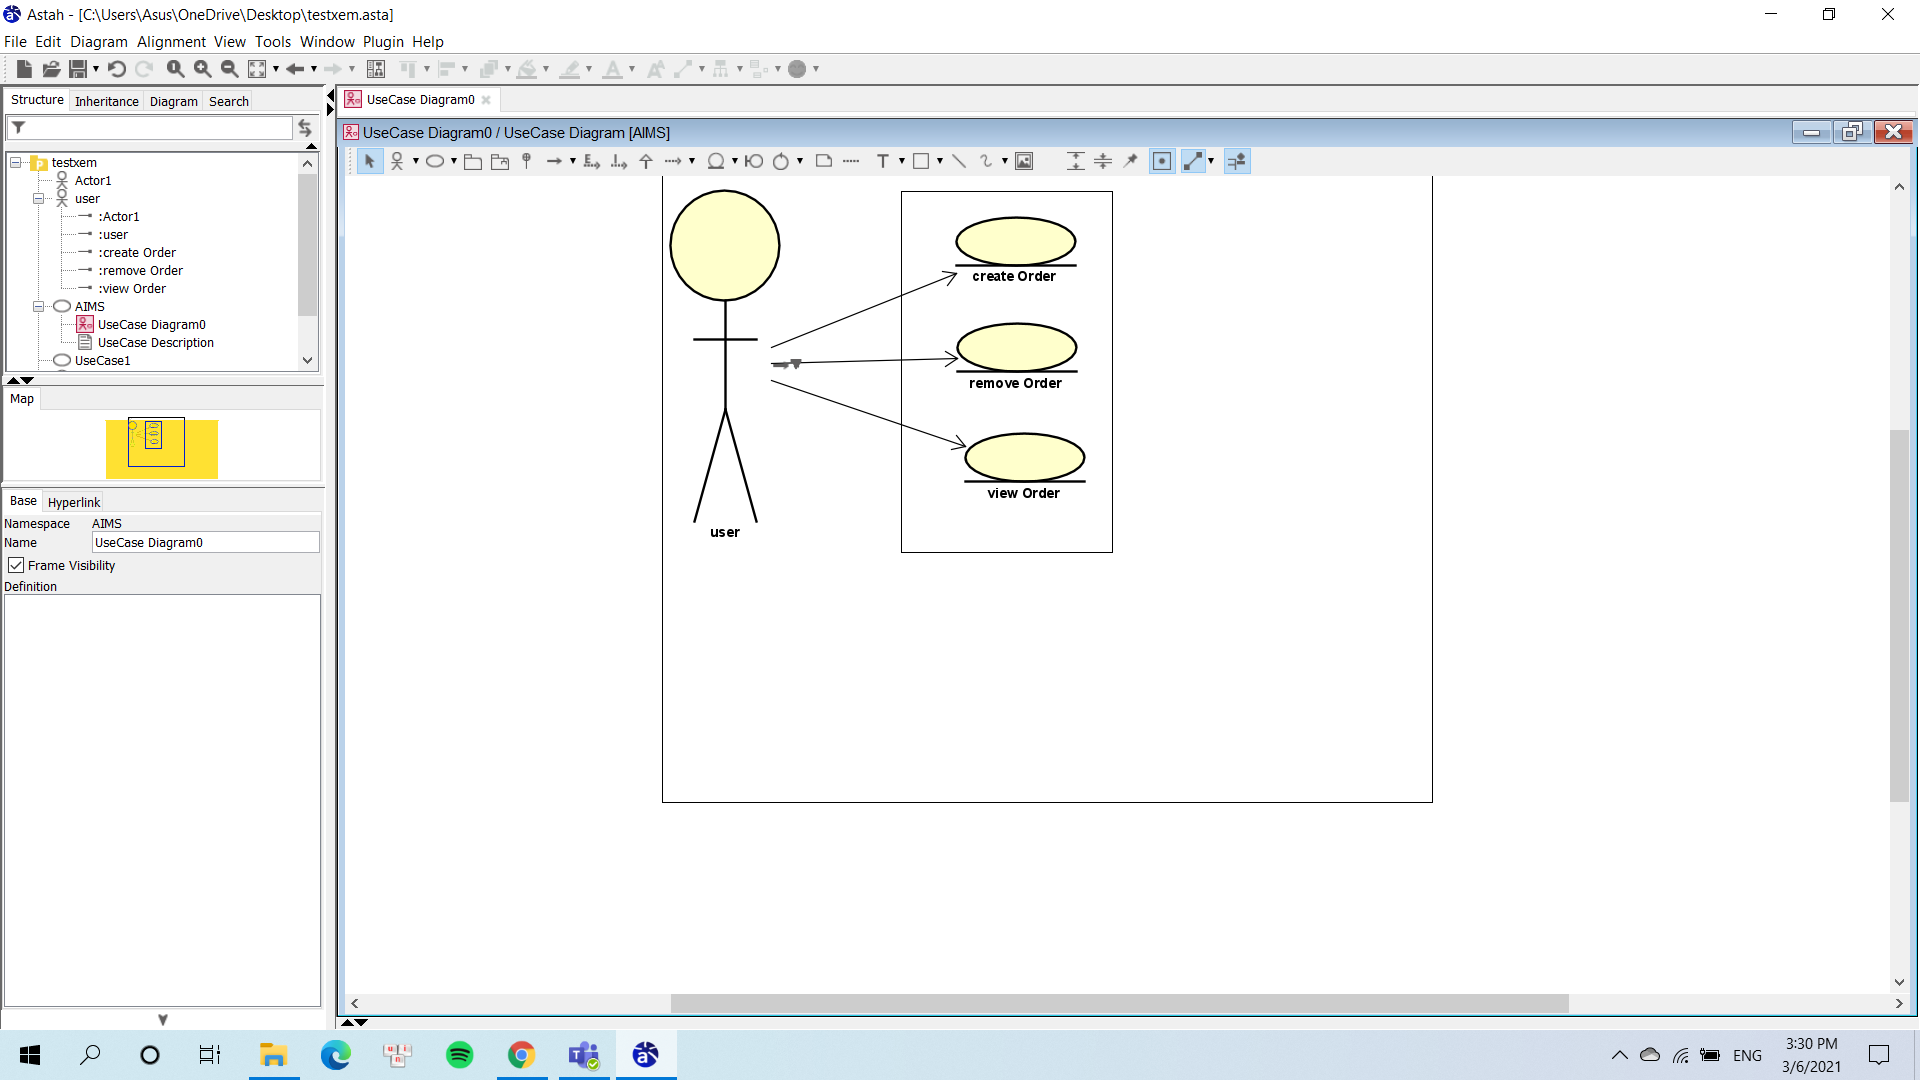 Astah - [C:\Users\Asus\OneDrive\Desktop\testxem.asta]
File Edit Diagram Alignment View Tools Window Plugin Help
Structure Inheritance Diagram Search
UseCase Diagram0
UseCase Diagram0 / UseCase Diagram [AIMS]
testxem
Actor1
user
:Actor1
:user
:create Order
:remove Order
:view Order
AIMS
UseCase Diagram0
UseCase Description
UseCase1
Map
Base Hyperlink
Namespace AIMS
Name UseCase Diagram0
Frame Visibility
Definition
create Order
remove Order
view Order
user
ENG
3:30 PM
3/6/2021